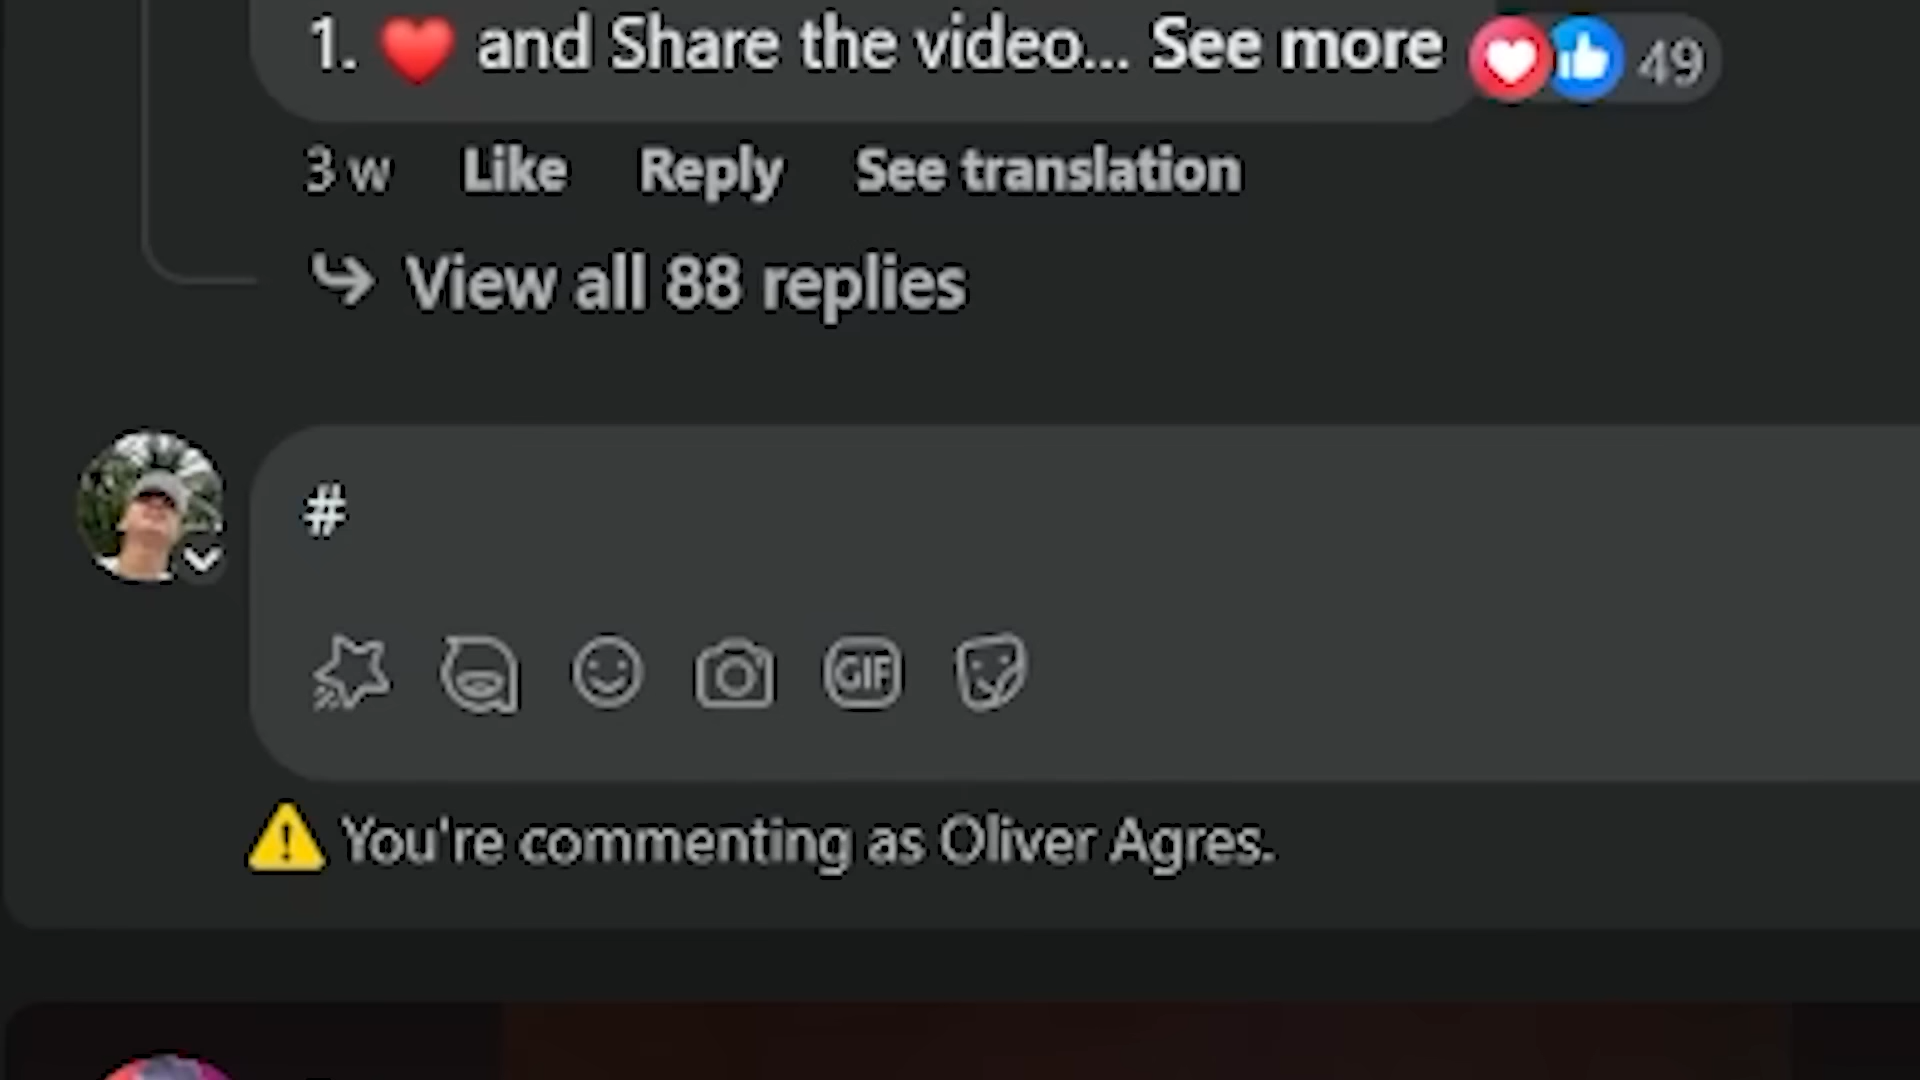 1. ❤️ and Share the video... See more 49
3 w Like Reply See translation
View all 88 replies
#
GIF
You're commenting as Oliver Agres.